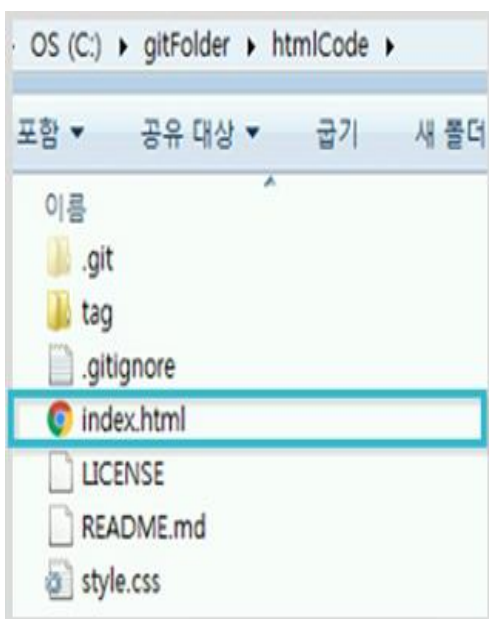 OS (C:) ▸ gitFolder ▸ htmlCode ▸
포함 ▾ 공유 대상 ▾ 굽기 새 폴더
이름
.git
tag
.gitignore
index.html
LICENSE
README.md
style.css